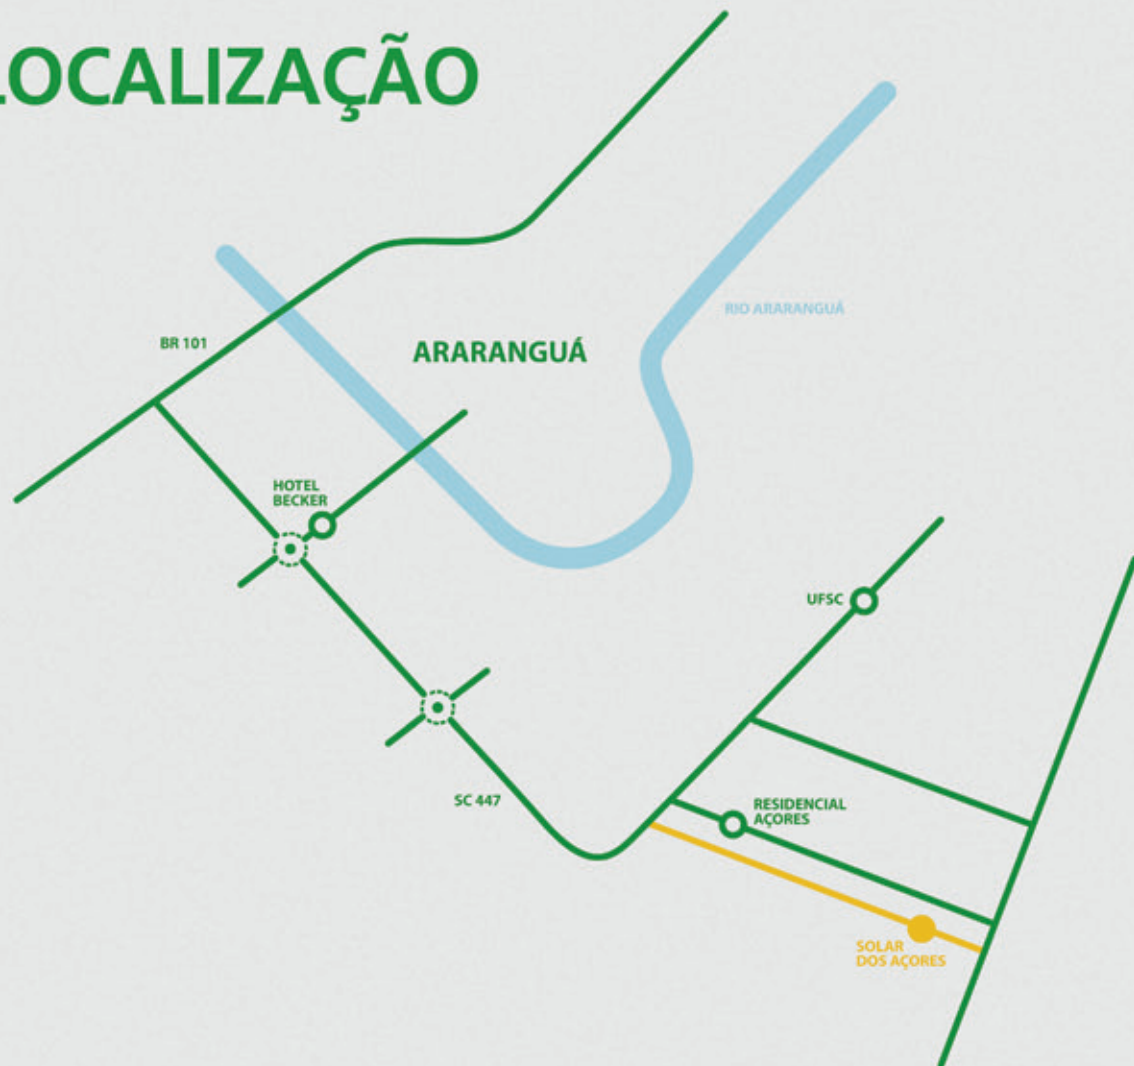 LOCALIZAÇÃO
RIO ARARANGUÁ
BR 101
ARARANGUÁ
HOTEL
BECKER
UFSC
SC 447
RESIDENCIAL
AÇORES
SOLAR
DOS AÇORES